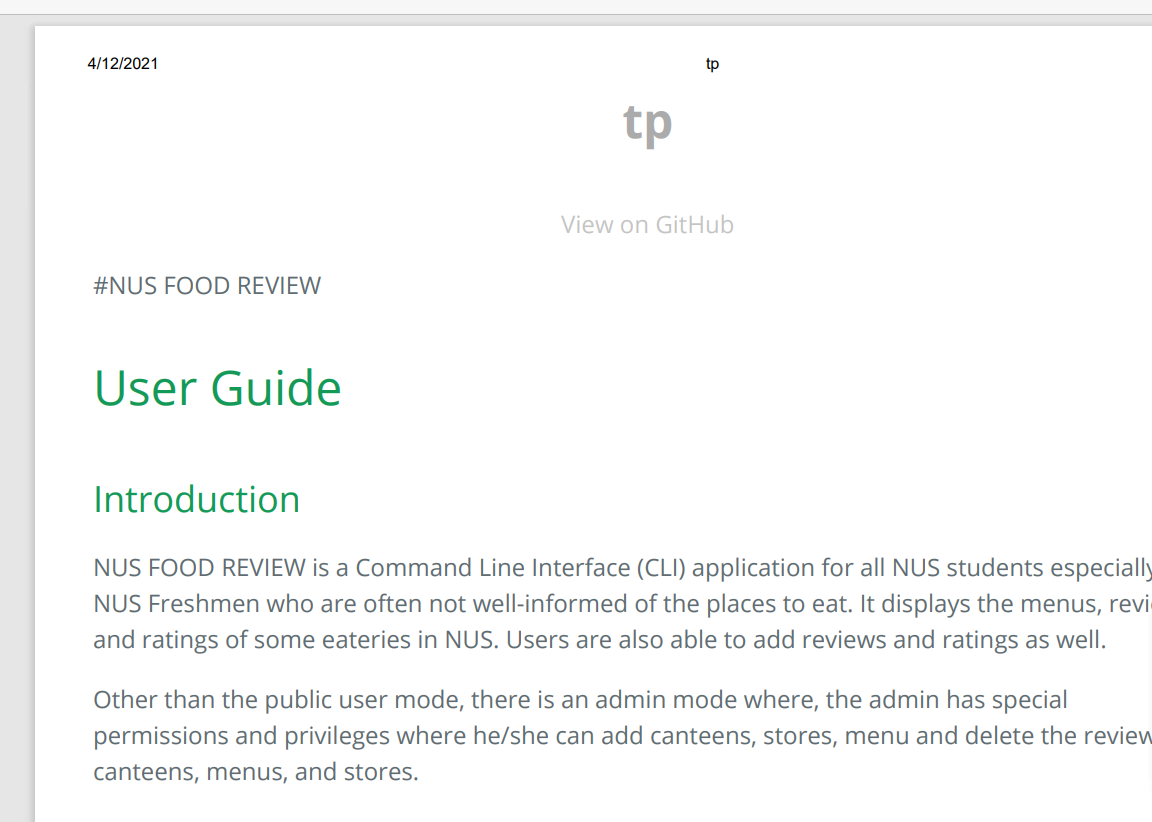 4/12/2021 tp
tp
View on GitHub
#NUS FOOD REVIEW
User Guide
Introduction
NUS FOOD REVIEW is a Command Line Interface (CLI) application for all NUS students especially
NUS Freshmen who are often not well-informed of the places to eat. It displays the menus,
and ratings of some eateries in NUS. Users are also able to add reviews and ratings as well.
Other than the public user mode, there is an admin mode where, the admin has special
permissions and privileges where he/she can add canteens, stores, menu and delete the
canteens, menus, and stores.